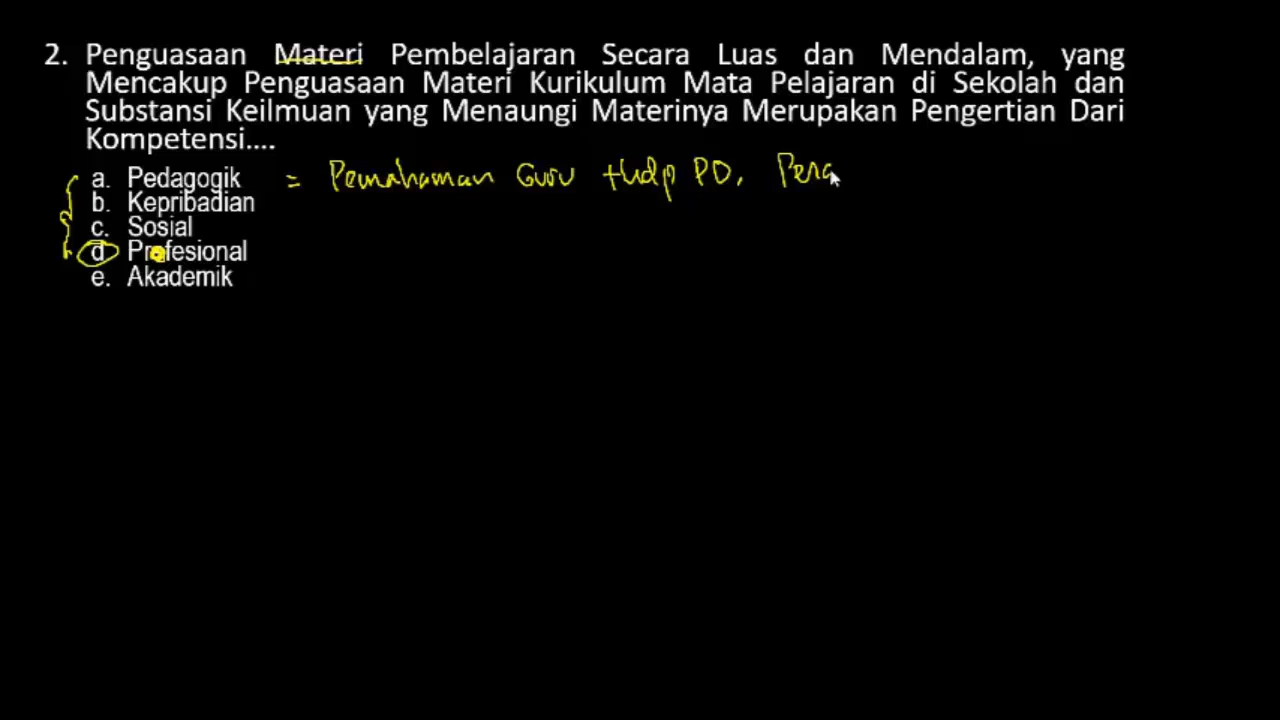 2. Penguasaan Materi Pembelajaran Secara Luas dan Mendalam, yang
Mencakup Penguasaan Materi Kurikulum Mata Pelajaran di Sekolah dan
Substansi Keilmuan yang Menaungi Materinya Merupakan Pengertian Dari
Kompetensi....
a. Pedagogik = Pemahaman Guru thdp PD. Pera
b. Kepribadian
c. Sosial
d. Profesional
e. Akademik